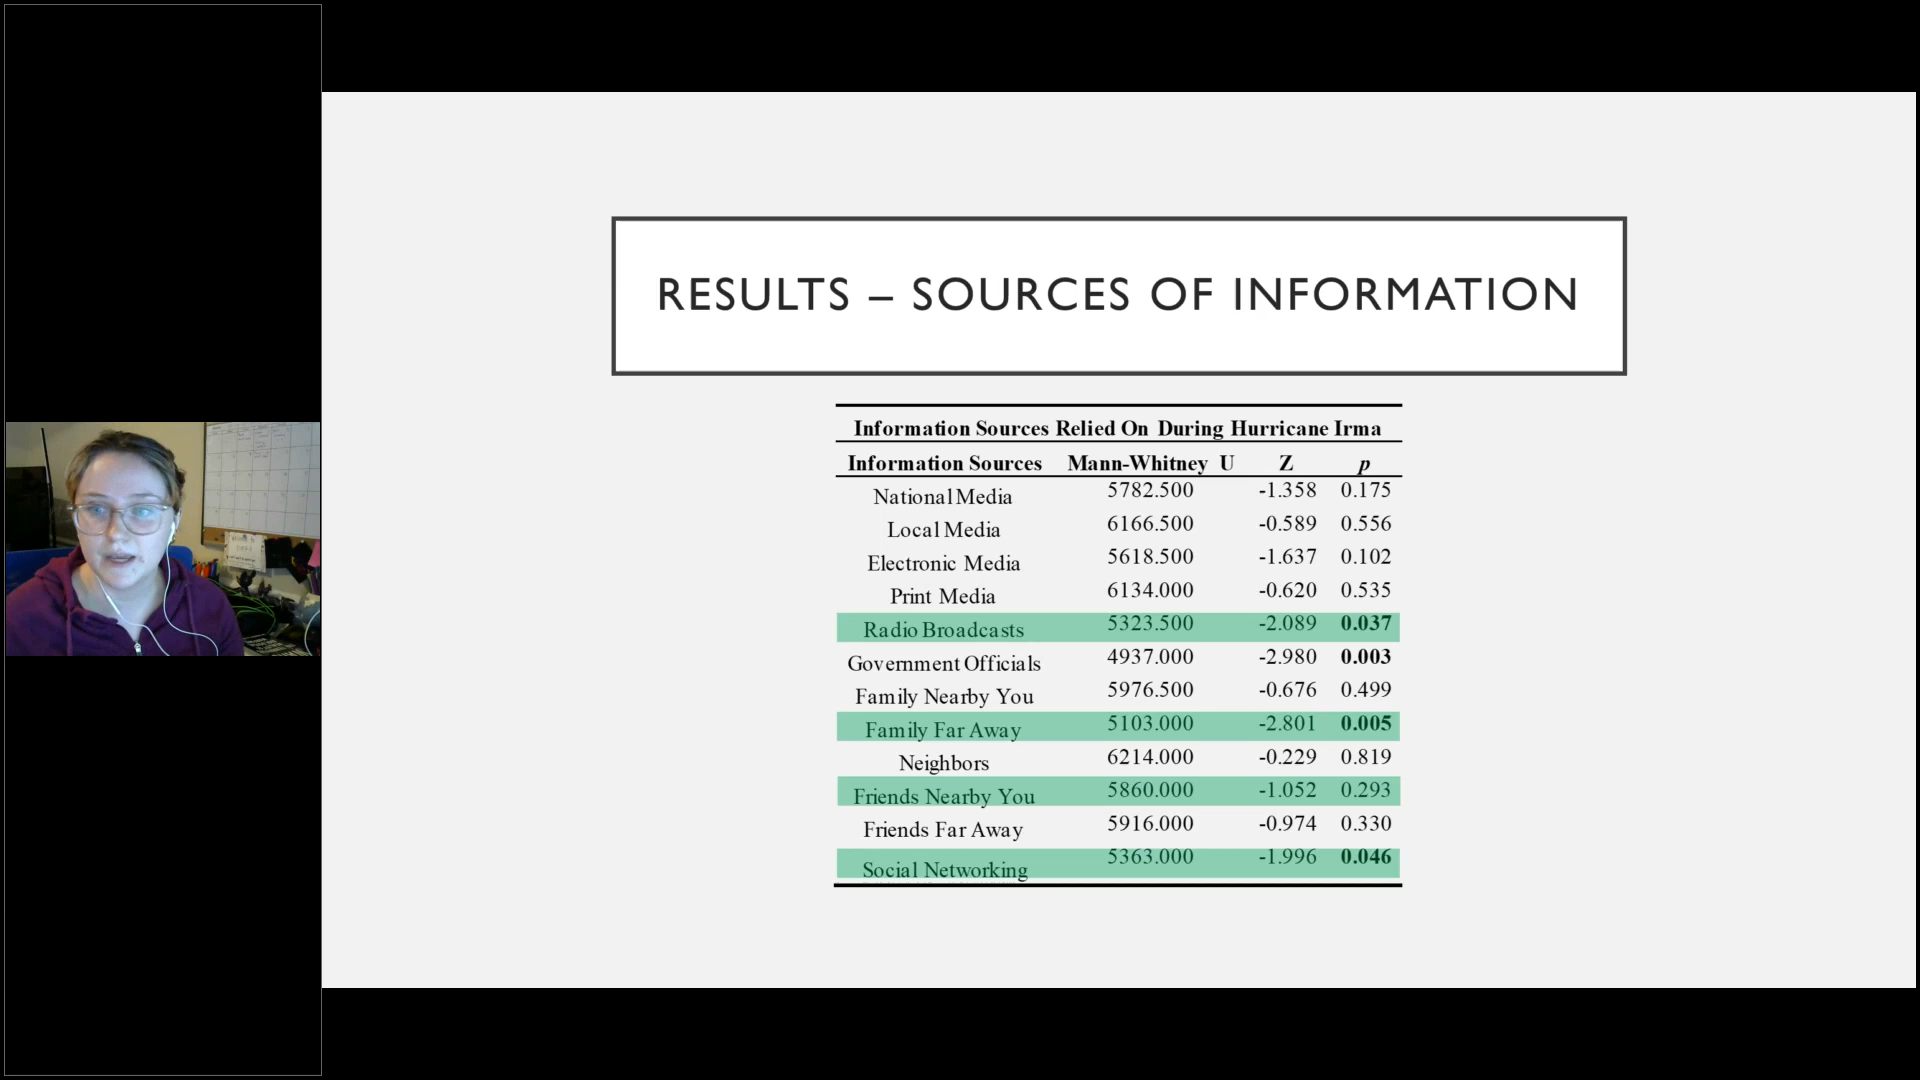 RESULTS – SOURCES OF INFORMATION
Information Sources Relied On During Hurricane Irma
Information Sources Mann-Whitney U Z p
National Media 5782.500 -1.358 0.175
Local Media 6166.500 -0.589 0.556
Electronic Media 5618.500 -1.637 0.102
Print Media 6134.000 -0.620 0.535
Radio Broadcasts 5323.500 -2.089 0.037
Government Officials 4937.000 -2.980 0.003
Family Nearby You 5976.500 -0.676 0.499
Family Far Away 5103.000 -2.801 0.005
Neighbors 6214.000 -0.229 0.819
Friends Nearby You 5860.000 -1.052 0.293
Friends Far Away 5916.000 -0.974 0.330
Social Networking 5363.000 -1.996 0.046